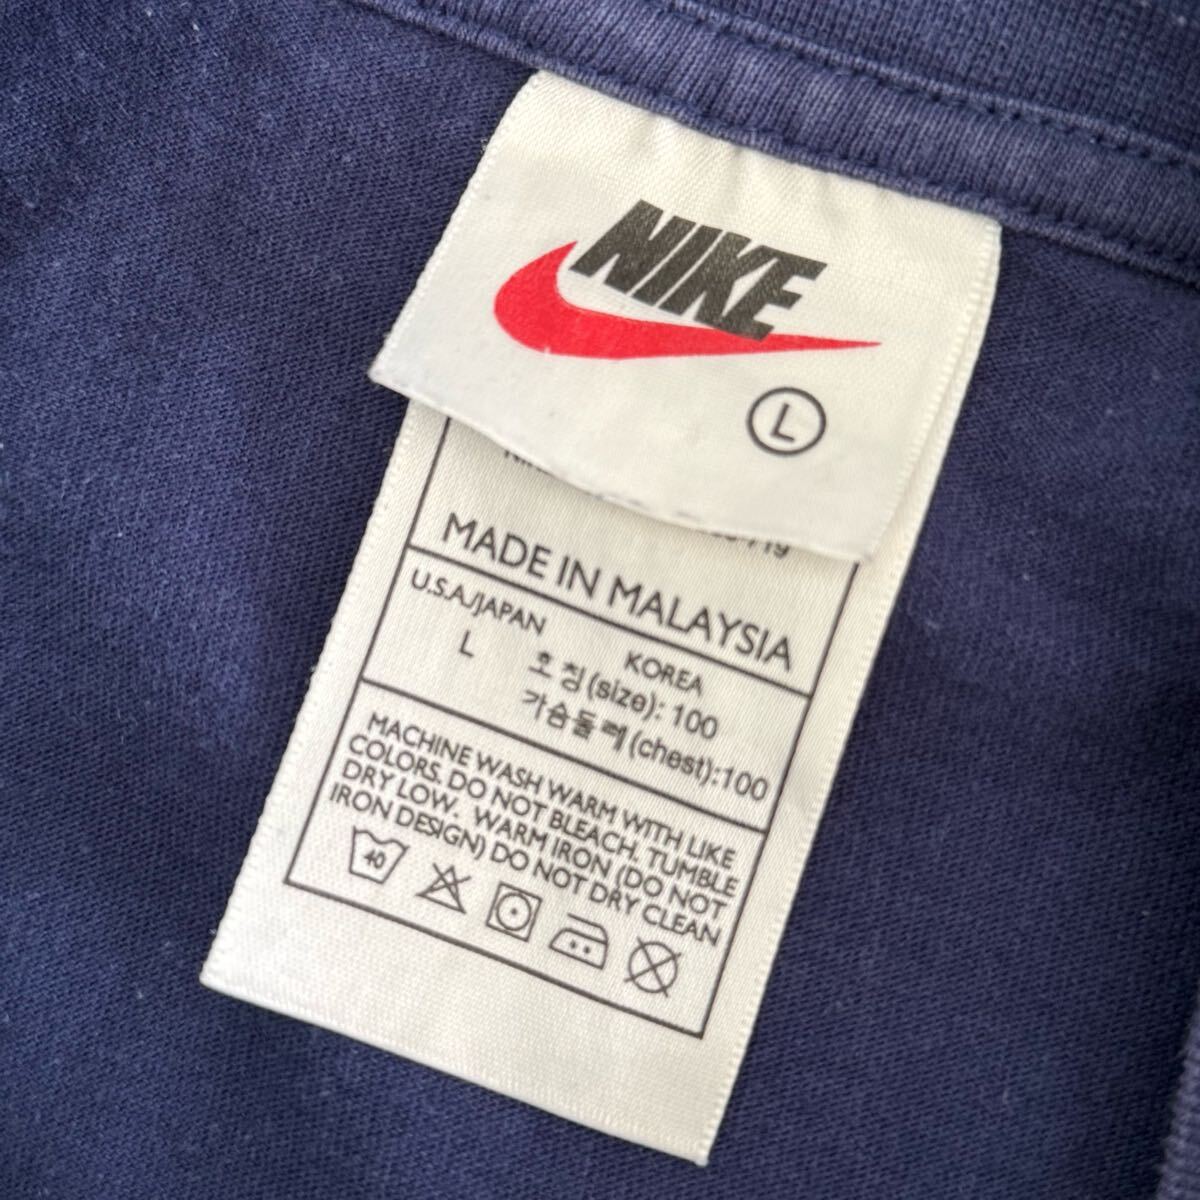 NIKE
L
MADE IN MALAYSIA
U.S.A./JAPAN KOREA
L 호칭(size): 100
가슴둘레(chest):100
MACHINE WASH WARM WITH LIKE
COLORS. DO NOT BLEACH. TUMBLE
DRY LOW. WARM IRON (DO NOT
IRON DESIGN) DO NOT DRY CLEAN
40